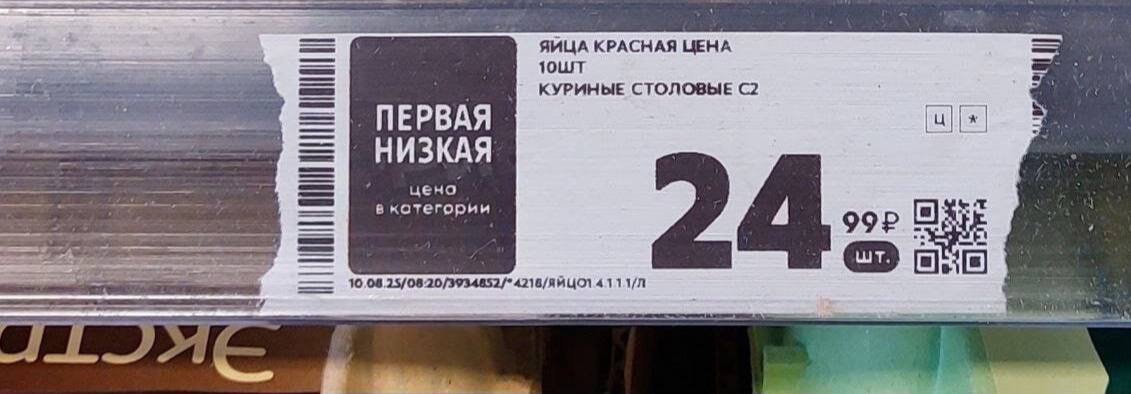 ЯЙЦА КРАСНАЯ ЦЕНА
10ШТ
КУРИНЫЕ СТОЛОВЫЕ С2
ПЕРВАЯ
НИЗКАЯ
цена
в категории
Ц *
24 99₽
шт.
10.08.25/08:20/3934852/*4218/ЯЙЦО1 4.1 1 1/Л
Экстра